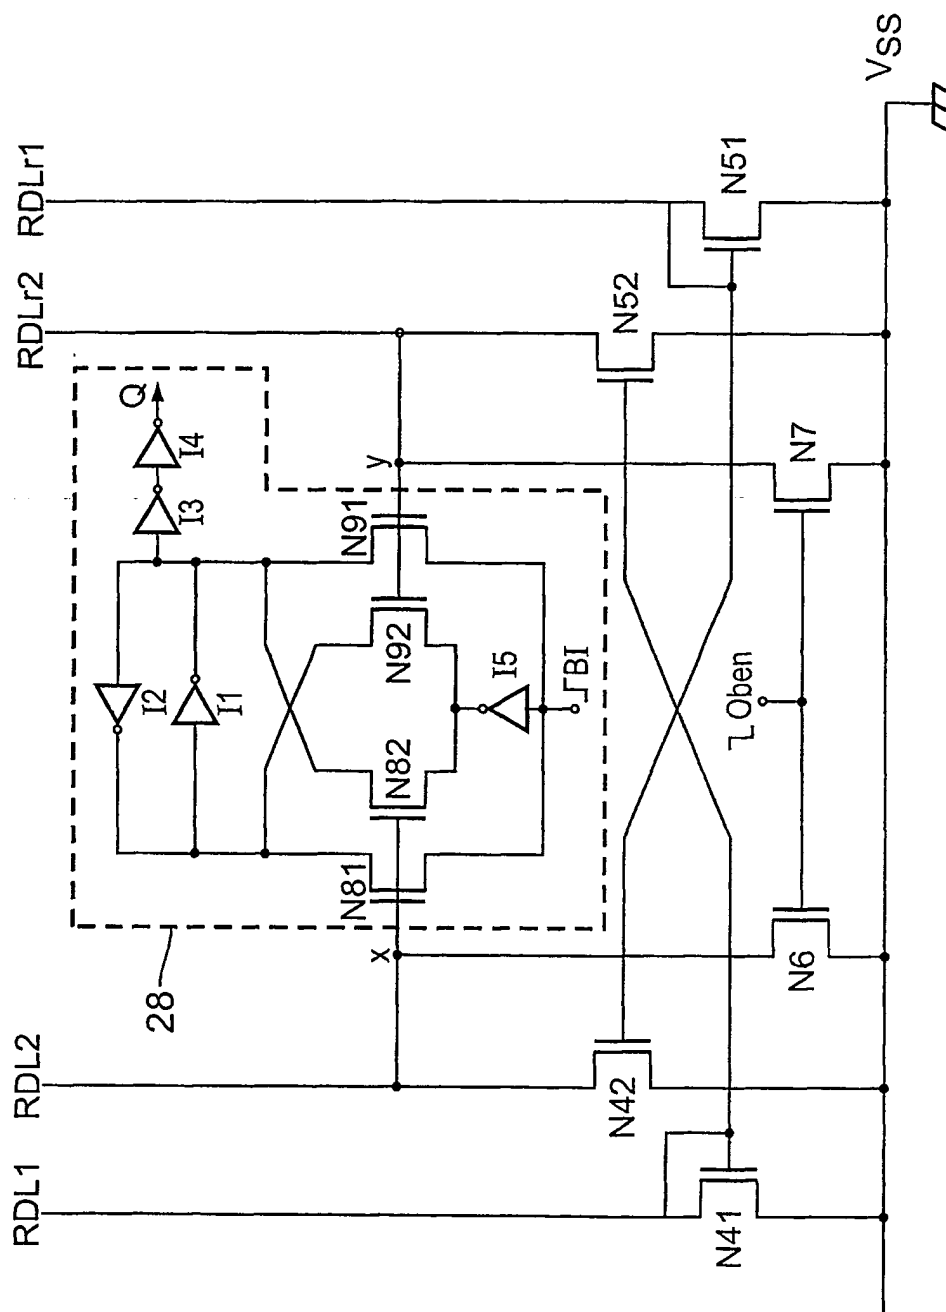 RDL1
RDL2
RDLr2
RDLr1
VSS
28
x
y
Q
I1
I2
I3
I4
I5
BI
N81
N82
N92
N91
N41
N42
N6
N7
N52
N51
Oben